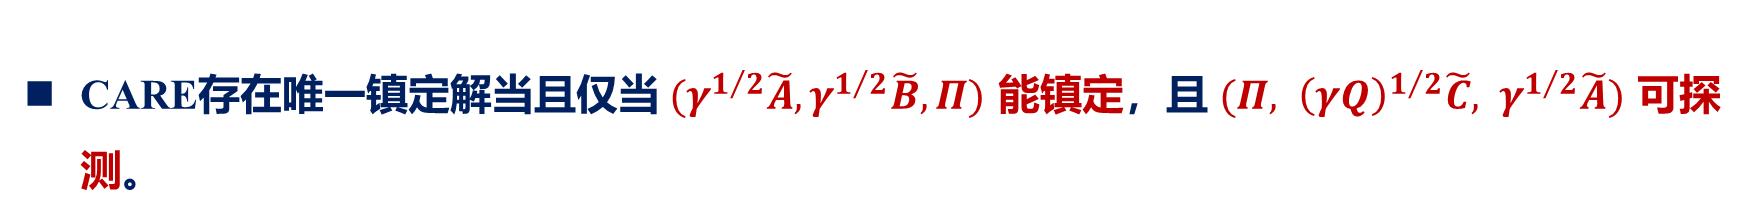 ■ CARE存在唯一镇定解当且仅当 (γ^{1/2}Ã, γ^{1/2}B̃, Π) 能镇定，且 (Π, (γQ)^{1/2}C̃, γ^{1/2}Ã) 可探
测。